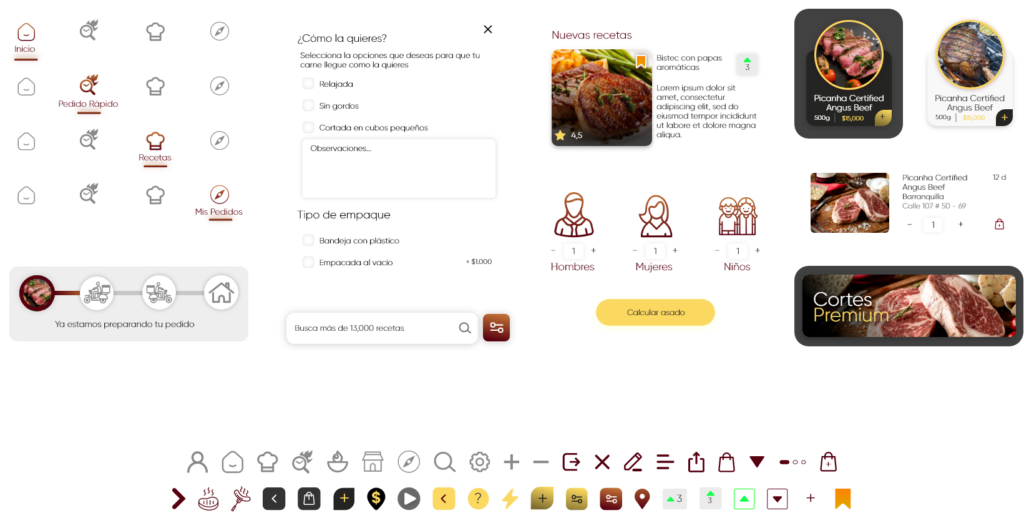 Inicio
Pedido Rápido
Recetas
Mis Pedidos
Ya estamos preparando tu pedido
¿Cómo la quieres?
Selecciona la opciones que deseas para que tu
carne llegue como la quieres
Relajada
Sin gordos
Cortada en cubos pequeños
Observaciones...
Tipo de empaque
Bandeja con plástico
Empacada al vacio
+ $1.000
Busca más de 13,000 recetas
Nuevas recetas
4,5
Bistec con papas
aromáticas
3
Lorem ipsum dolor sit
amet, consectetur
adipiscing elit, sed do
eiusmod tempor incididunt
ut labore et dolore magna
aliqua.
− 1 +
Hombres
− 1 +
Mujeres
− 1 +
Niños
Calcular asado
Picanha Certified
Angus Beef
500g | $15,000
+
Picanha Certified
Angus Beef
500g | $15,000
+
Picanha Certified
Angus Beef
Barranquilla
Calle 107 # 50 - 69
12 d
− 1 +
Cortes
Premium
$
?
3
3